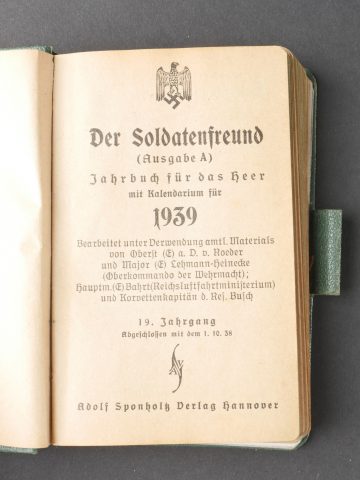 Der Soldatenfreund
(Ausgabe A)
Jahrbuch für das Heer
mit Kalendarium für
1939
Bearbeitet unter Verwendung amtl. Materials
von Oberst (E) a. D. v. Roeder
und Major (E) Lehmann-Heinecke
(Oberkommando der Wehrmacht);
Hauptm. (E) Bahrt (Reichsluftfahrtministerium)
und Korvettenkapitän d. Res. Busch
19. Jahrgang
Abgeschlossen mit dem 1. 10. 38
Adolf Sponholtz Verlag Hannover